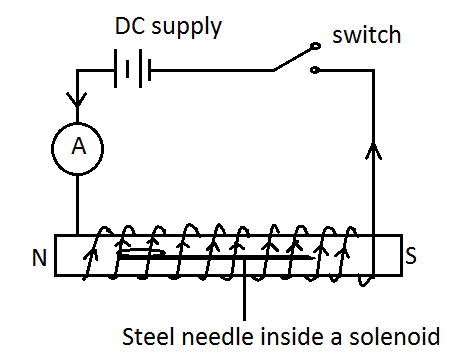 DC supply
switch
A
N
S
Steel needle inside a solenoid